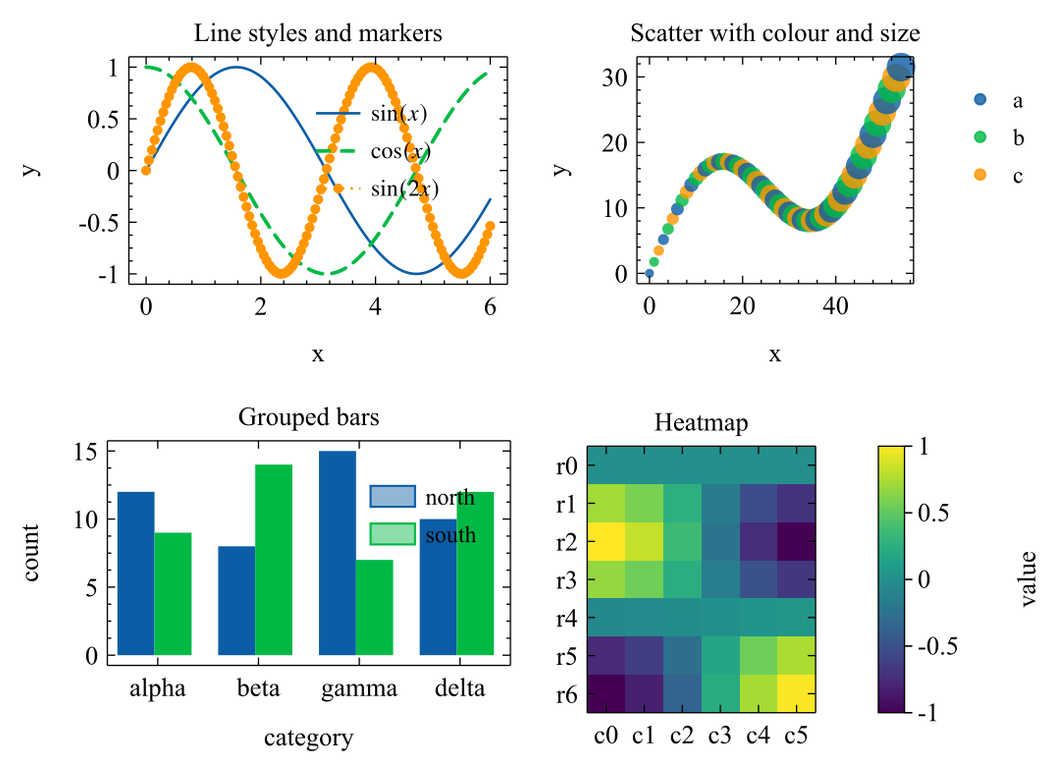 Line styles and markers
1
0.5
0
-0.5
-1
y
0 2 4 6
x
sin(x)
cos(x)
sin(2x)
Scatter with colour and size
30
20
10
0
y
0 20 40
x
a
b
c
Grouped bars
15
10
5
0
count
alpha beta gamma delta
category
north
south
Heatmap
r0
r1
r2
r3
r4
r5
r6
c0 c1 c2 c3 c4 c5
1
0.5
0
-0.5
-1
value